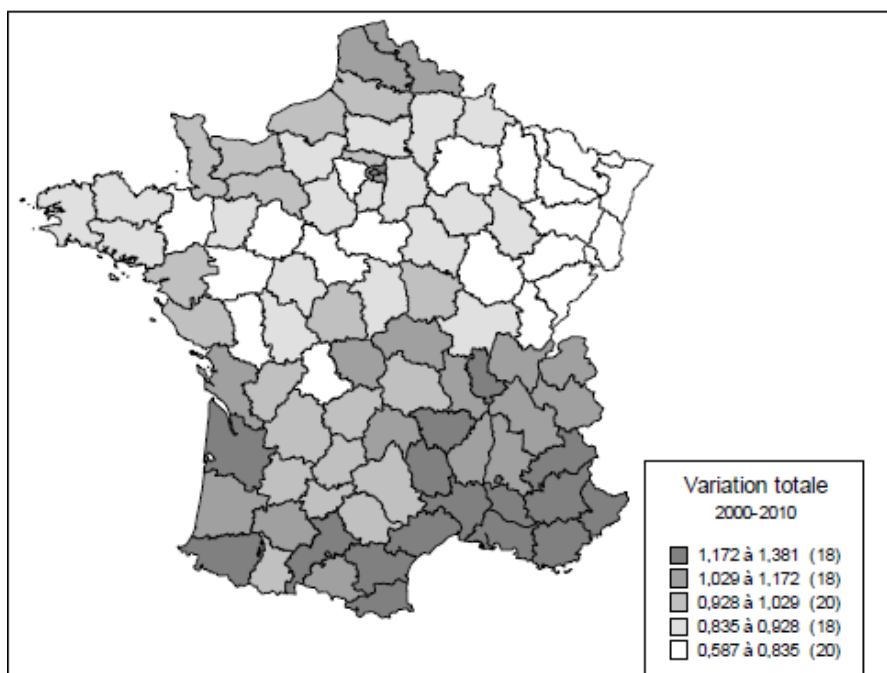 Variation totale
2000-2010
1,172 à 1,381 (18)
1,029 à 1,172 (18)
0,928 à 1,029 (20)
0,835 à 0,928 (18)
0,587 à 0,835 (20)